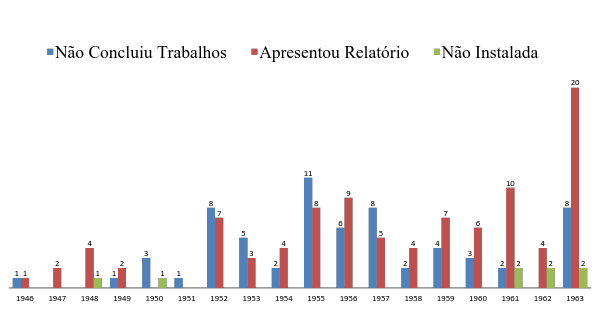 Não Concluiu Trabalhos Apresentou Relatório Não Instalada
20
11
10
9
8 8 8 8
7 7
6 6
5 5
4 4 4 4 4
3 3 3
2 2 2 2 2 2 2 2
1 1 1 1 1 1
1946 1947 1948 1949 1950 1951 1952 1953 1954 1955 1956 1957 1958 1959 1960 1961 1962 1963